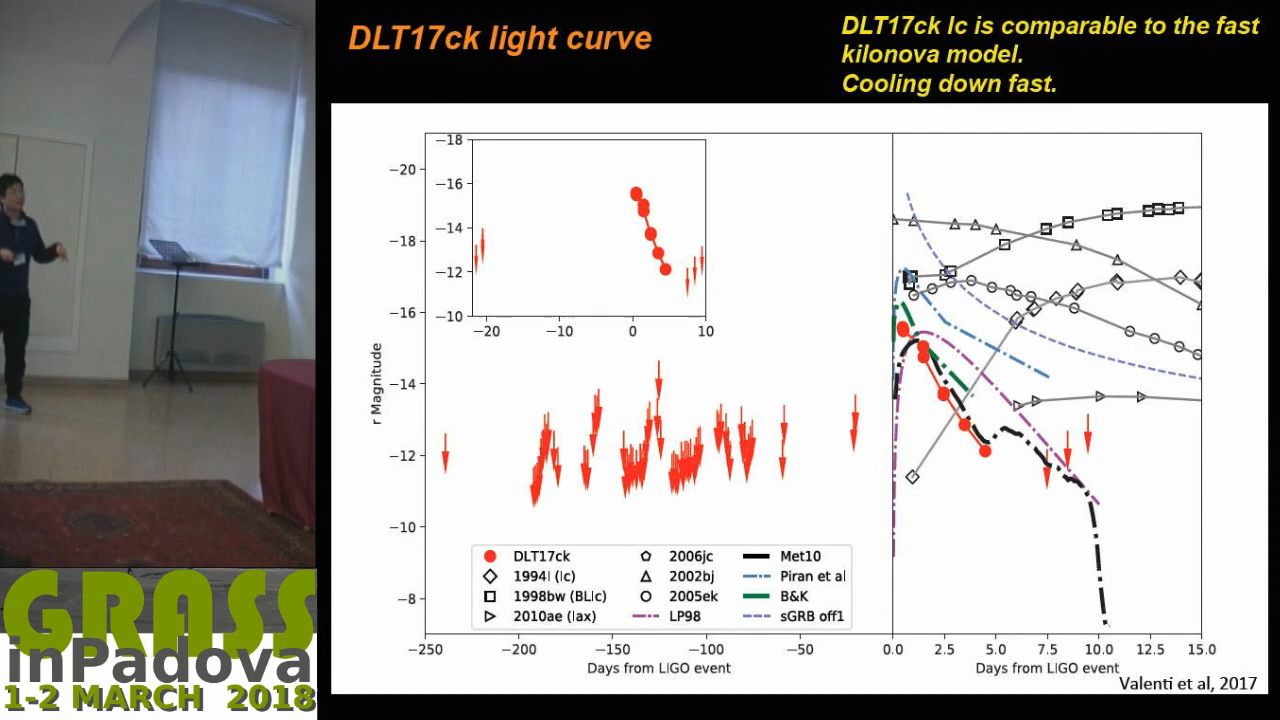 DLT17ck light curve
DLT17ck lc is comparable to the fast
kilonova model.
Cooling down fast.
−18
−16
−14
−12
−10
−20
−10
0
10
−20
−18
−16
−14
−12
−10
−8
r Magnitude
DLT17ck
1994I (Ic)
1998bw (BLIc)
2010ae (Iax)
2006jc
2002bj
2005ek
LP98
Met10
Piran et al
B&K
sGRB off1
−250
−200
−150
−100
−50
0.0
2.5
5.0
7.5
10.0
12.5
15.0
Days from LIGO event
Days from LIGO event
Valenti et al, 2017
GRASS
inPadova
1-2 MARCH 2018